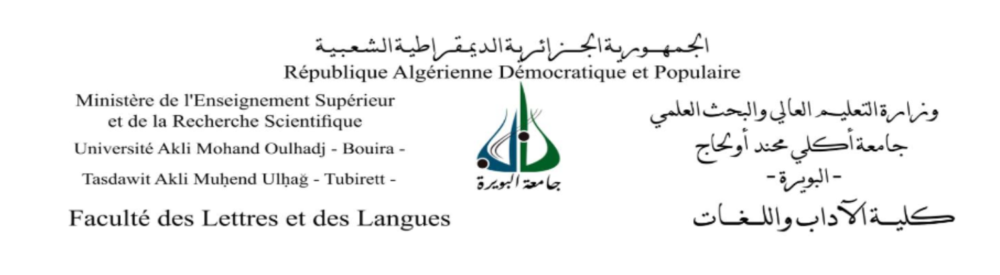 الجمهورية الجزائرية الديمقراطية الشعبية
République Algérienne Démocratique et Populaire
Ministère de l'Enseignement Supérieur
et de la Recherche Scientifique
Université Akli Mohand Oulhadj - Bouira -
Tasdawit Akli Muḥend Ulḥağ - Tubirett -
Faculté des Lettres et des Langues
جامعة البويرة
وزارة التعليم العالي والبحث العلمي
جامعة أكلي محند أولحاج
- البويرة -
كلية الآداب واللغات